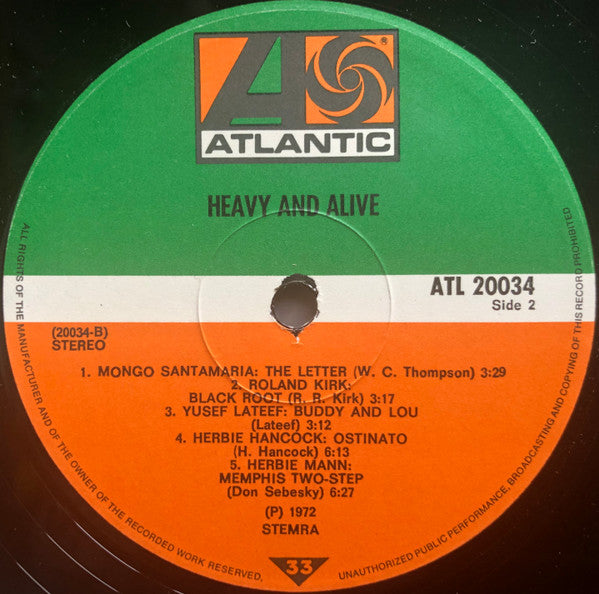 ATLANTIC
®
HEAVY AND ALIVE
ATL 20034
Side 2
(20034-B)
STEREO
1. MONGO SANTAMARIA: THE LETTER (W. C. Thompson) 3:29
2. ROLAND KIRK:
BLACK ROOT (R. R. Kirk) 3:17
3. YUSEF LATEEF: BUDDY AND LOU
(Lateef) 3:12
4. HERBIE HANCOCK: OSTINATO
(H. Hancock) 6:13
5. HERBIE MANN:
MEMPHIS TWO-STEP
(Don Sebesky) 6:27
(P) 1972
STEMRA
33
ALL RIGHTS OF THE MANUFACTURER AND OF THE OWNER OF THE RECORDED WORK RESERVED,
UNAUTHORIZED PUBLIC PERFORMANCE, BROADCASTING AND COPYING OF THIS RECORD PROHIBITED